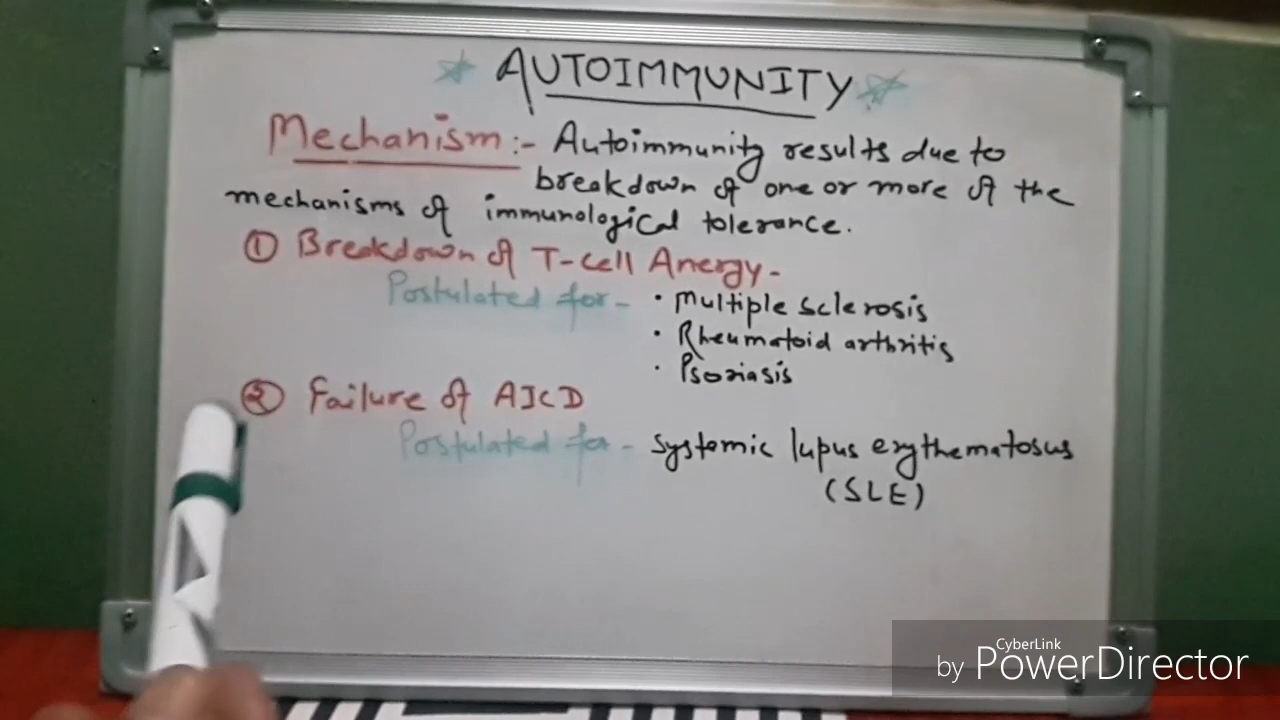 AUTOIMMUNITY
Mechanism:- Autoimmunity results due to
breakdown of one or more of the
mechanisms of immunological tolerance.
① Breakdown of T-cell Anergy-
Postulated for- • Multiple sclerosis
• Rheumatoid arthritis
• Psoriasis
② Failure of AICD
Postulated for- Systemic lupus erythematosus
(SLE)
CyberLink
by PowerDirector